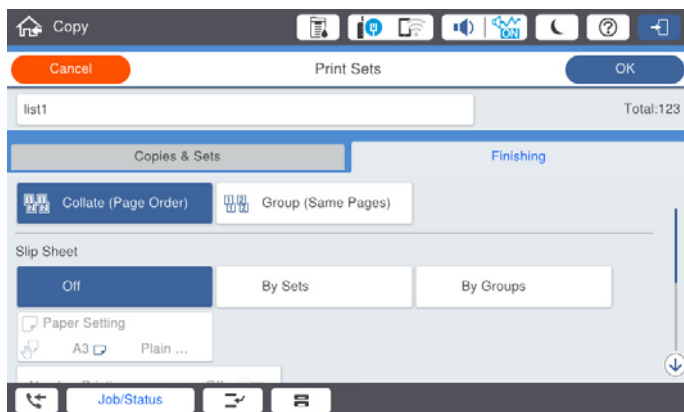 Copy
ON
Cancel
Print Sets
OK
list1
Total:123
Copies & Sets
Finishing
Collate (Page Order)
Group (Same Pages)
Slip Sheet
Off
By Sets
By Groups
Paper Setting
A3
Plain ...
Job/Status